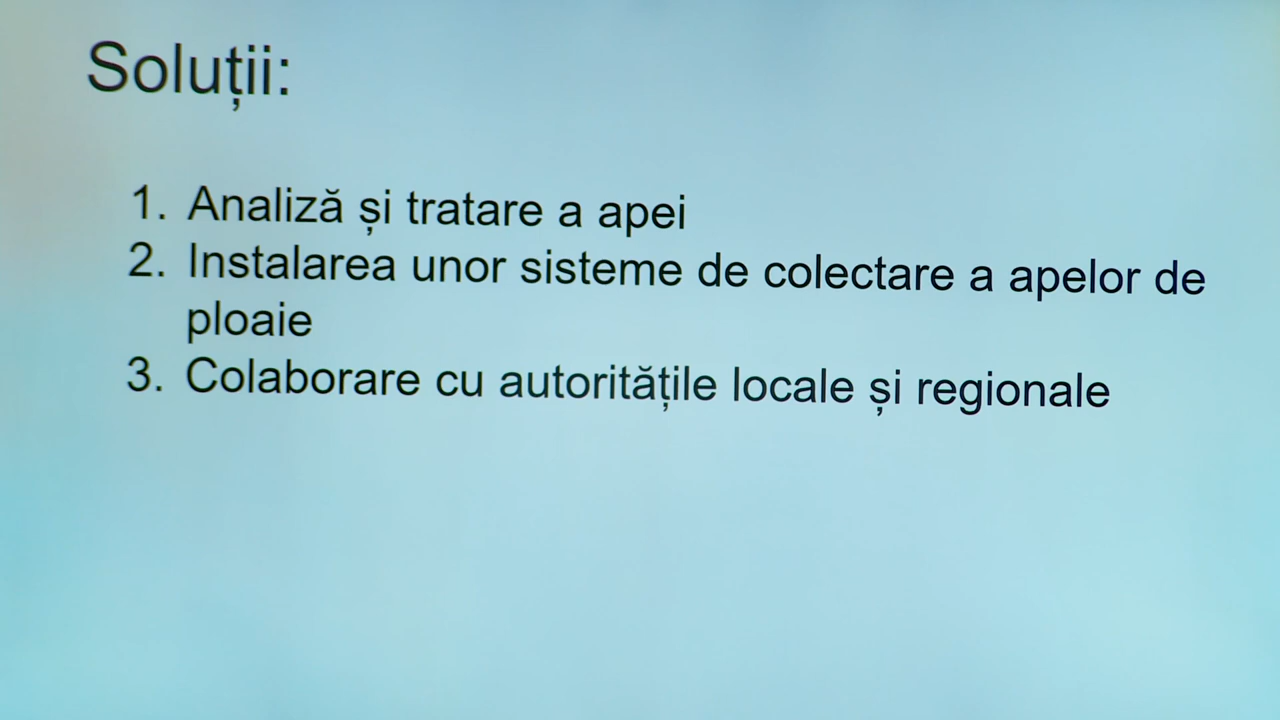 Soluții:
1. Analiză și tratare a apei
2. Instalarea unor sisteme de colectare a apelor de
ploaie
3. Colaborare cu autoritățile locale și regionale